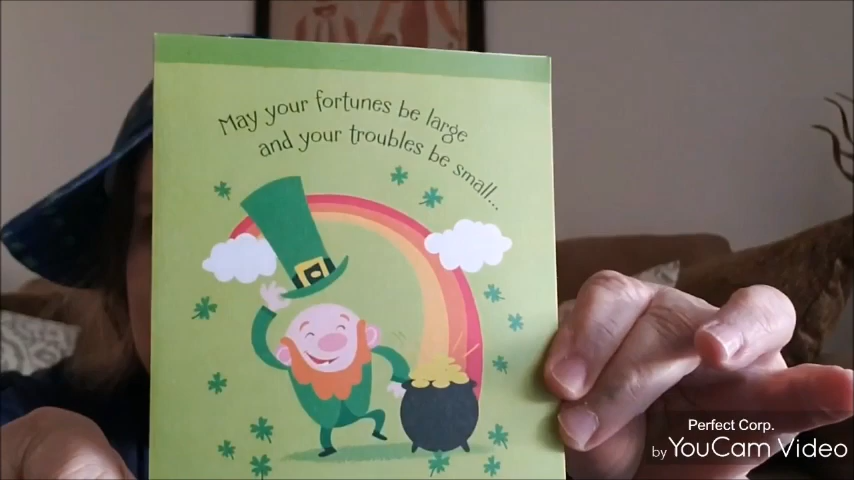 May your fortunes be large
and your troubles be small...
Perfect Corp.
by YouCam Video